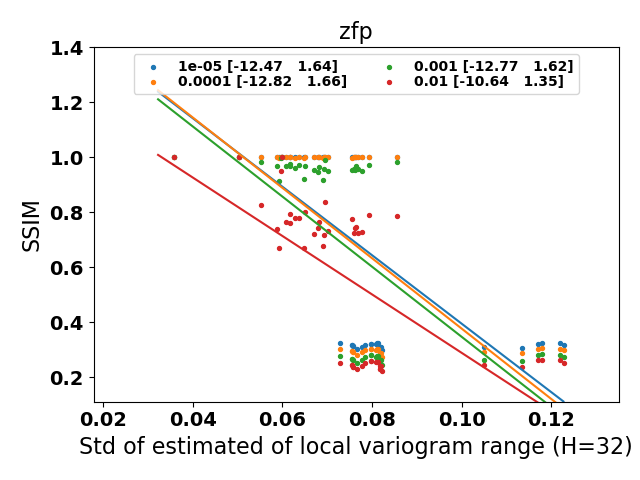 zfp
1e-05 [-12.47 1.64]
0.0001 [-12.82 1.66]
0.001 [-12.77 1.62]
0.01 [-10.64 1.35]
SSIM
1.4
1.2
1.0
0.8
0.6
0.4
0.2
0.02 0.04 0.06 0.08 0.10 0.12
Std of estimated of local variogram range (H=32)